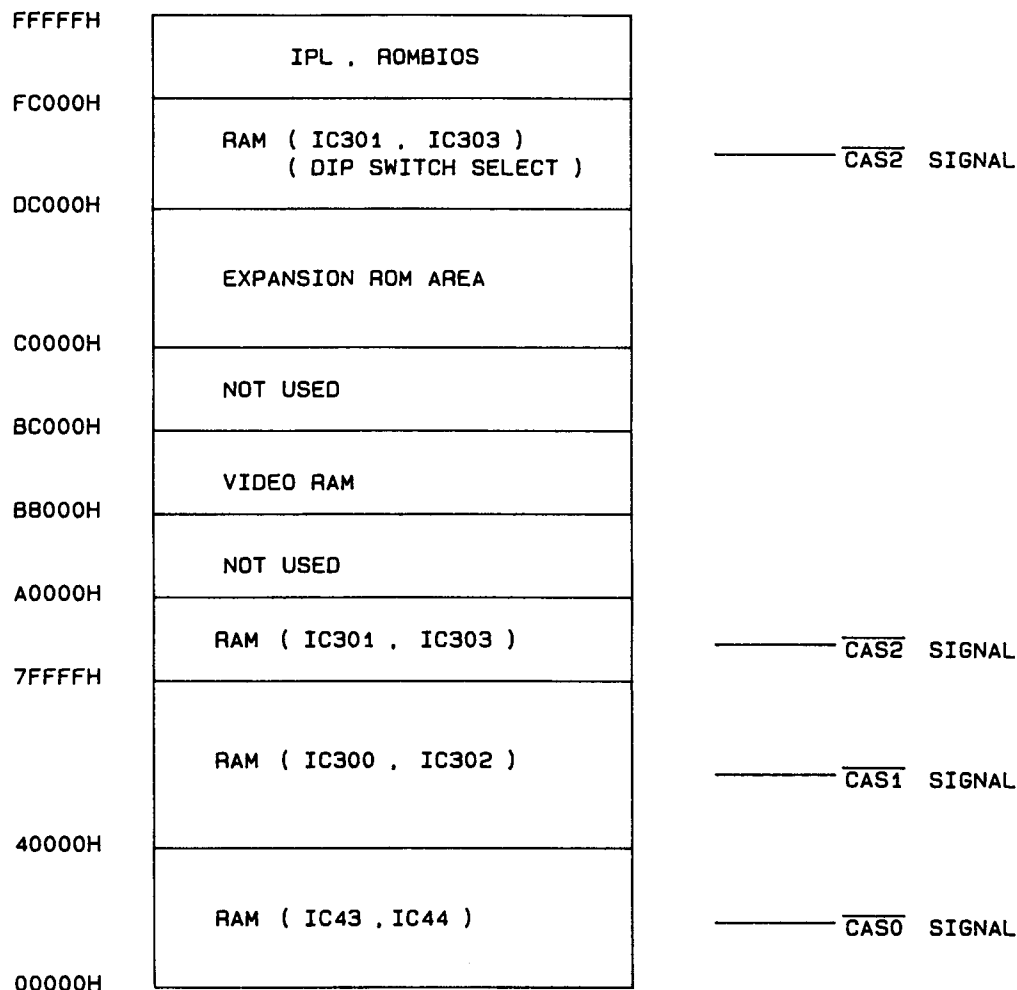 FFFFFH
IPL , ROMBIOS
FC000H
RAM ( IC301 , IC303 )
( DIP SWITCH SELECT )
CAS2 SIGNAL
DC000H
EXPANSION ROM AREA
C0000H
NOT USED
BC000H
VIDEO RAM
B8000H
NOT USED
A0000H
RAM ( IC301 , IC303 )
CAS2 SIGNAL
7FFFFH
RAM ( IC300 , IC302 )
CAS1 SIGNAL
40000H
RAM ( IC43 , IC44 )
CAS0 SIGNAL
00000H